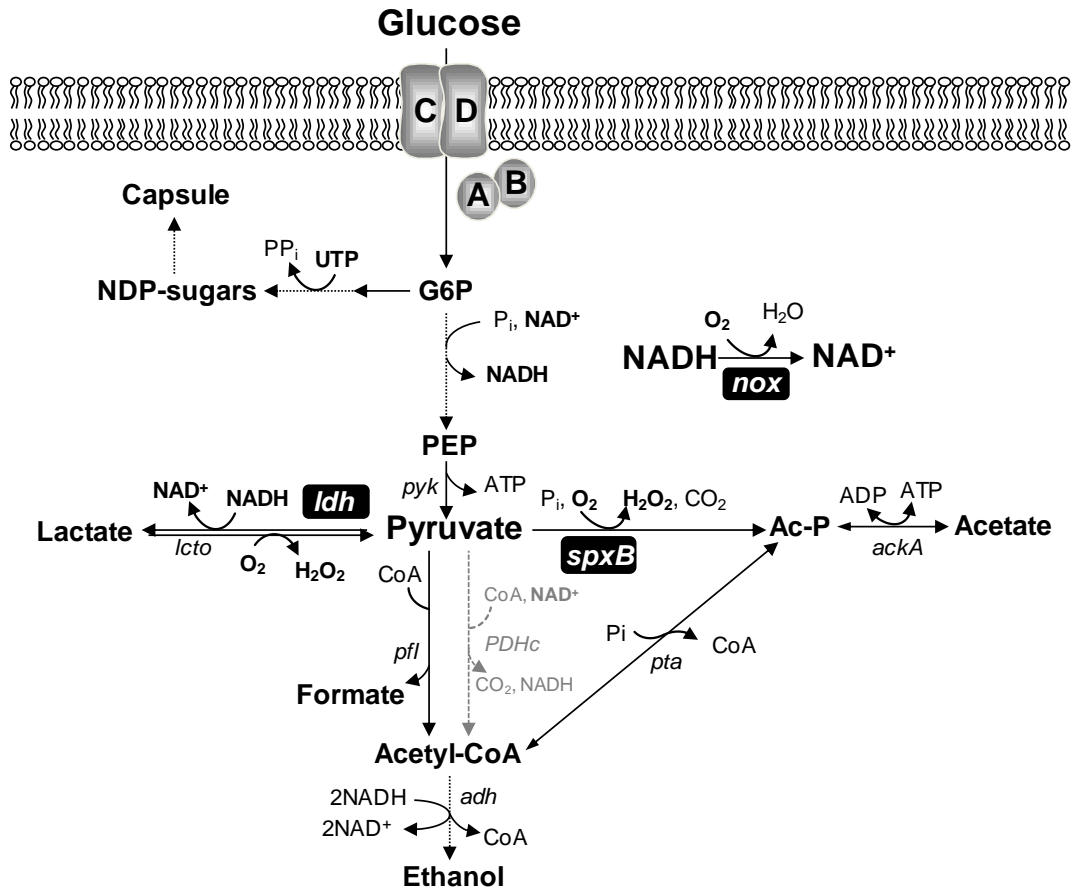 Glucose
C D
A B
Capsule
PPi UTP
NDP-sugars G6P
Pi, NAD+
NADH
O2 H2O
NADH NAD+
nox
PEP
pyk ATP
NAD+ NADH ldh
Lactate Pyruvate
lcto
O2 H2O2
Pi, O2 H2O2, CO2
spxB
Ac-P
ADP ATP
ackA
Acetate
CoA
pfl
Formate
CoA, NAD+
PDHc
CO2, NADH
Pi CoA
pta
Acetyl-CoA
2NADH adh
2NAD+ CoA
Ethanol